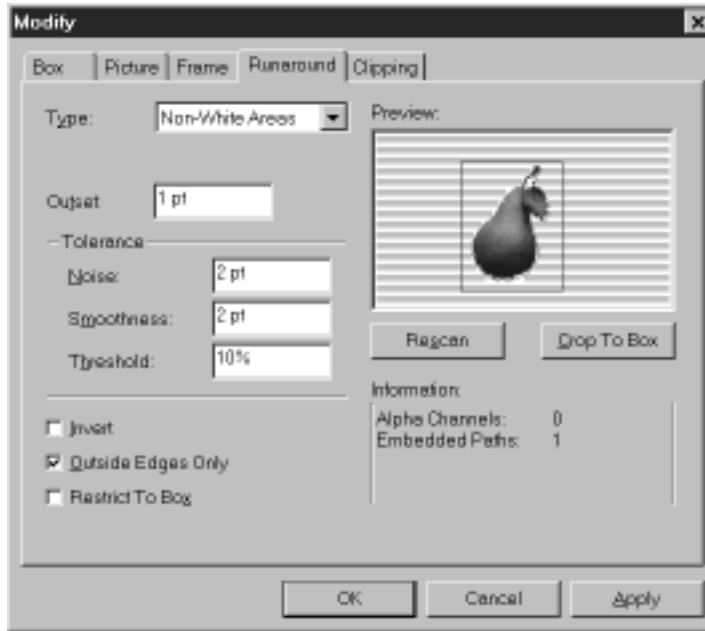 Modify
Box Picture Frame Runaround Clipping
Type: Non-White Areas
Outset 1 pt
Tolerance
Noise: 2 pt
Smoothness: 2 pt
Threshold: 10%
Invert
Outside Edges Only
Restrict To Box
Preview:
Rescan Crop To Box
Information:
Alpha Channels: 0
Embedded Paths: 1
OK Cancel Apply